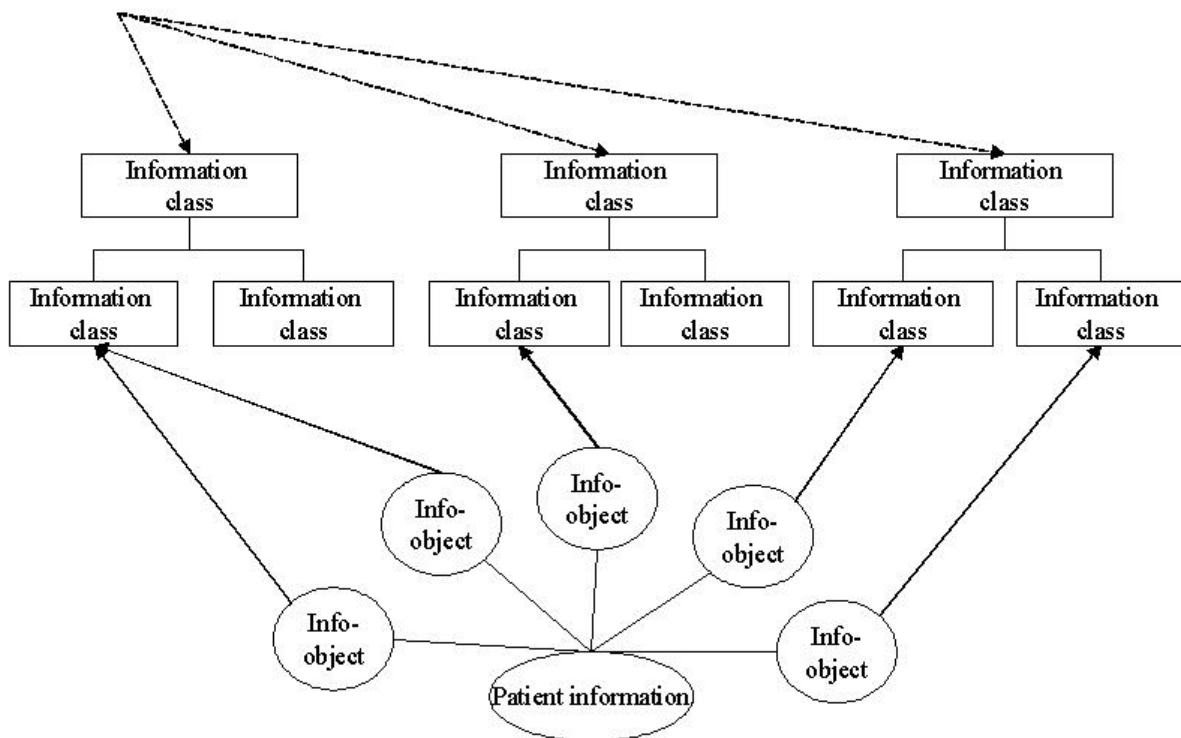 Information
class
Information
class
Information
class
Information
class
Information
class
Information
class
Information
class
Information
class
Information
class
Info-
object
Info-
object
Info-
object
Info-
object
Info-
object
Patient information